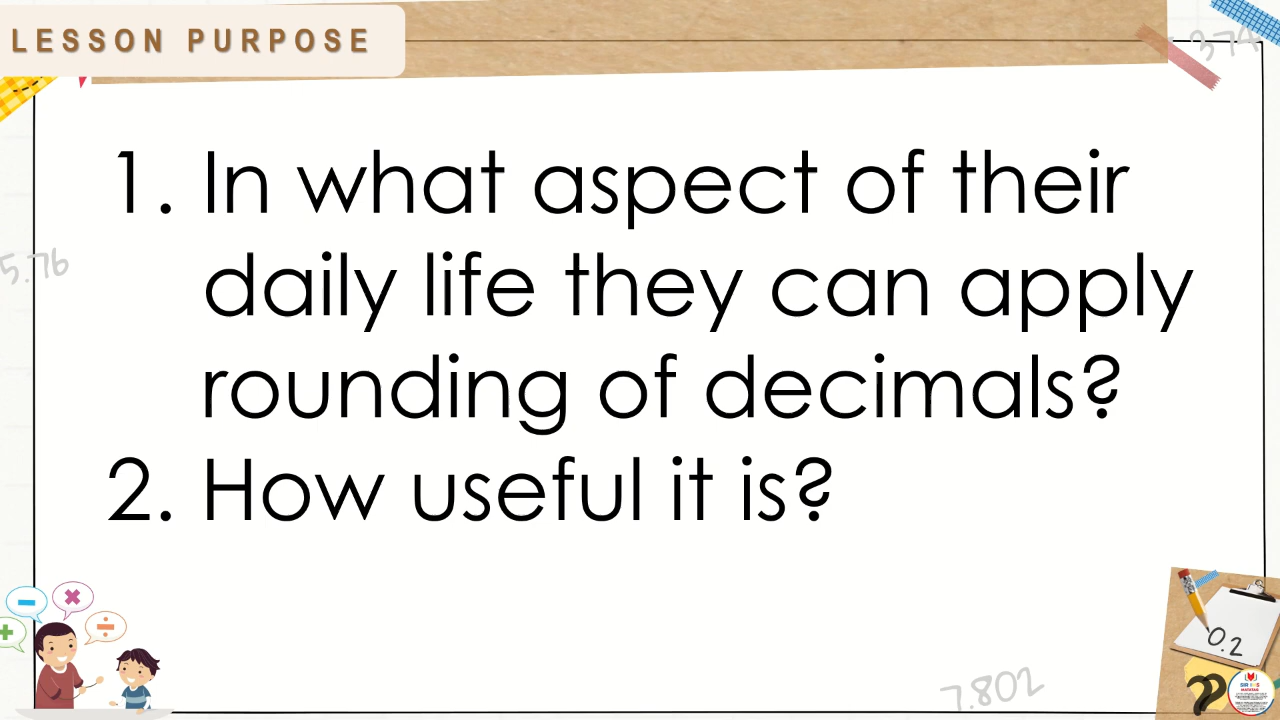 LESSON PURPOSE
.374
1. In what aspect of their
daily life they can apply
rounding of decimals?
2. How useful it is?
5.76
0.2
7.802